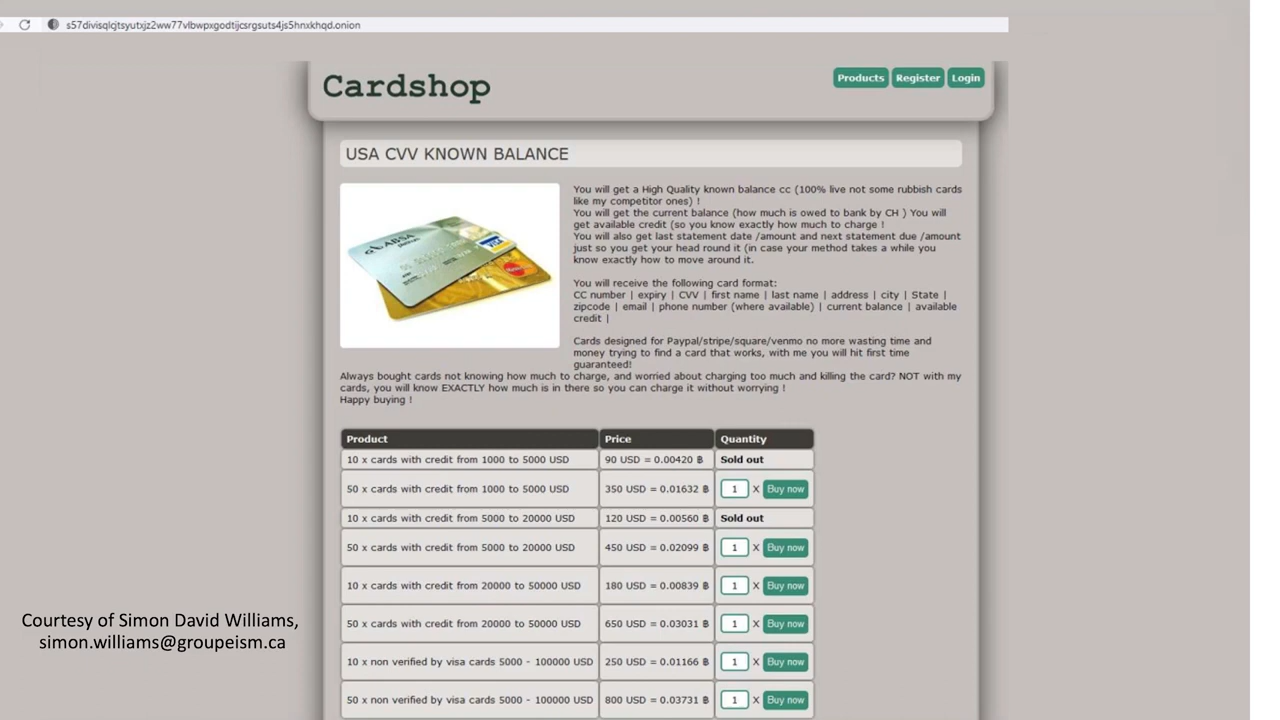 s57divisqlcjtsyutxjz2ww77vlbwpxgodtijcsrgsuts4js5hnxkhqd.onion
Cardshop
Products Register Login
USA CVV KNOWN BALANCE
You will get a High Quality known balance cc (100% live not some rubbish cards
like my competitor ones) !
You will get the current balance (how much is owed to bank by CH ) You will
get available credit (so you know exactly how much to charge !
You will also get last statement date /amount and next statement due /amount
just so you get your head round it (in case your method takes a while you
know exactly how to move around it.
You will receive the following card format:
CC number | expiry | CVV | first name | last name | address | city | State |
zipcode | email | phone number (where available) | current balance | available
credit |
Cards designed for Paypal/stripe/square/venmo no more wasting time and
money trying to find a card that works, with me you will hit first time
guaranteed!
Always bought cards not knowing how much to charge, and worried about charging too much and killing the card? NOT with my
cards, you will know EXACTLY how much is in there so you can charge it without worrying !
Happy buying !
ABSA
VISA
Product Price Quantity
10 x cards with credit from 1000 to 5000 USD 90 USD = 0.00420 ฿ Sold out
50 x cards with credit from 1000 to 5000 USD 350 USD = 0.01632 ฿ 1 X Buy now
10 x cards with credit from 5000 to 20000 USD 120 USD = 0.00560 ฿ Sold out
50 x cards with credit from 5000 to 20000 USD 450 USD = 0.02099 ฿ 1 X Buy now
10 x cards with credit from 20000 to 50000 USD 180 USD = 0.00839 ฿ 1 X Buy now
50 x cards with credit from 20000 to 50000 USD 650 USD = 0.03031 ฿ 1 X Buy now
10 x non verified by visa cards 5000 - 100000 USD 250 USD = 0.01166 ฿ 1 X Buy now
50 x non verified by visa cards 5000 - 100000 USD 800 USD = 0.03731 ฿ 1 X Buy now
Courtesy of Simon David Williams,
simon.williams@groupeism.ca